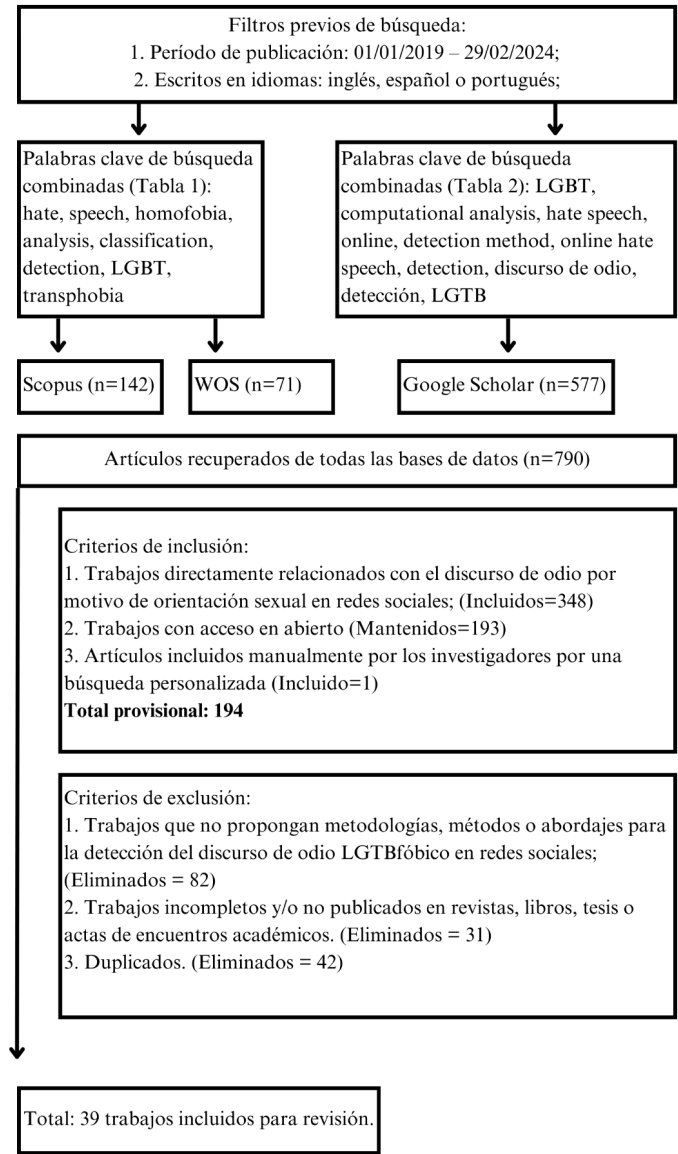 Filtros previos de búsqueda:
1. Período de publicación: 01/01/2019 – 29/02/2024;
2. Escritos en idiomas: inglés, español o portugués;
Palabras clave de búsqueda
combinadas (Tabla 1):
hate, speech, homofobia,
analysis, classification,
detection, LGBT,
transphobia
Palabras clave de búsqueda
combinadas (Tabla 2): LGBT,
computational analysis, hate speech,
online, detection method, online hate
speech, detection, discurso de odio,
detección, LGTB
Scopus (n=142)
WOS (n=71)
Google Scholar (n=577)
Artículos recuperados de todas las bases de datos (n=790)
Criterios de inclusión:
1. Trabajos directamente relacionados con el discurso de odio por
motivo de orientación sexual en redes sociales; (Incluidos=348)
2. Trabajos con acceso en abierto (Mantenidos=193)
3. Artículos incluidos manualmente por los investigadores por una
búsqueda personalizada (Incluido=1)
Total provisional: 194
Criterios de exclusión:
1. Trabajos que no propongan metodologías, métodos o abordajes para
la detección del discurso de odio LGTBfóbico en redes sociales;
(Eliminados = 82)
2. Trabajos incompletos y/o no publicados en revistas, libros, tesis o
actas de encuentros académicos. (Eliminados = 31)
3. Duplicados. (Eliminados = 42)
Total: 39 trabajos incluidos para revisión.